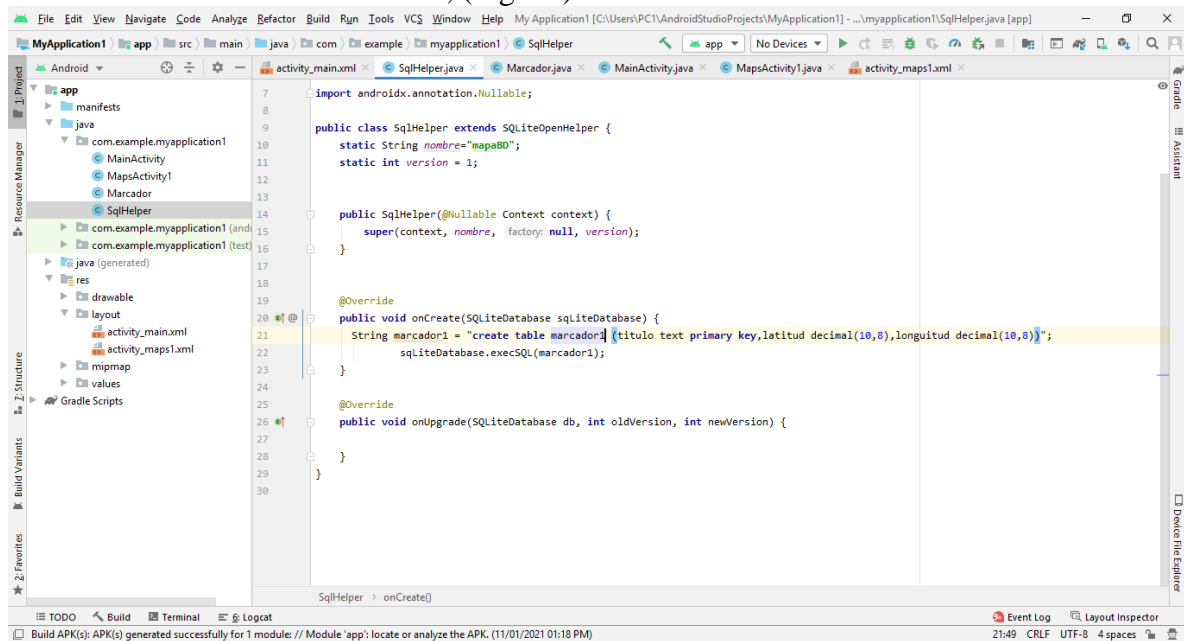 File Edit View Navigate Code Analyze Refactor Build Run Tools VCS Window Help My Application1 [C:\Users\PC1\AndroidStudioProjects\MyApplication1] - ...\myapplication1\SqlHelper.java [app]
MyApplication1 app src main java com example myapplication1 SqlHelper app No Devices
Android activity_main.xml SqlHelper.java Marcador.java MainActivity.java MapsActivity1.java activity_maps1.xml
1: Project
Resource Manager
Z: Structure
Build Variants
2: Favorites
app
manifests
java
com.example.myapplication1
MainActivity
MapsActivity1
Marcador
SqlHelper
com.example.myapplication1 (andr
com.example.myapplication1 (test)
java (generated)
res
drawable
layout
activity_main.xml
activity_maps1.xml
mipmap
values
Gradle Scripts
7 import androidx.annotation.Nullable;
8
9 public class SqlHelper extends SQLiteOpenHelper {
10 static String nombre="mapaBD";
11 static int version = 1;
12
13
14 public SqlHelper(@Nullable Context context) {
15 super(context, nombre, factory: null, version);
16 }
17
18
19 @Override
20 @ public void onCreate(SQLiteDatabase sqLiteDatabase) {
21 String marcador1 = "create table marcador1 (titulo text primary key,latitud decimal(10,8),longuitud decimal(10,8))";
22 sqLiteDatabase.execSQL(marcador1);
23 }
24
25 @Override
26 public void onUpgrade(SQLiteDatabase db, int oldVersion, int newVersion) {
27
28 }
29 }
30
Gradle
Assistant
Device File Explorer
SqlHelper onCreate()
TODO Build Terminal 6: Logcat Event Log Layout Inspector
Build APK(s): APK(s) generated successfully for 1 module: // Module 'app': locate or analyze the APK. (11/01/2021 01:18 PM) 21:49 CRLF UTF-8 4 spaces